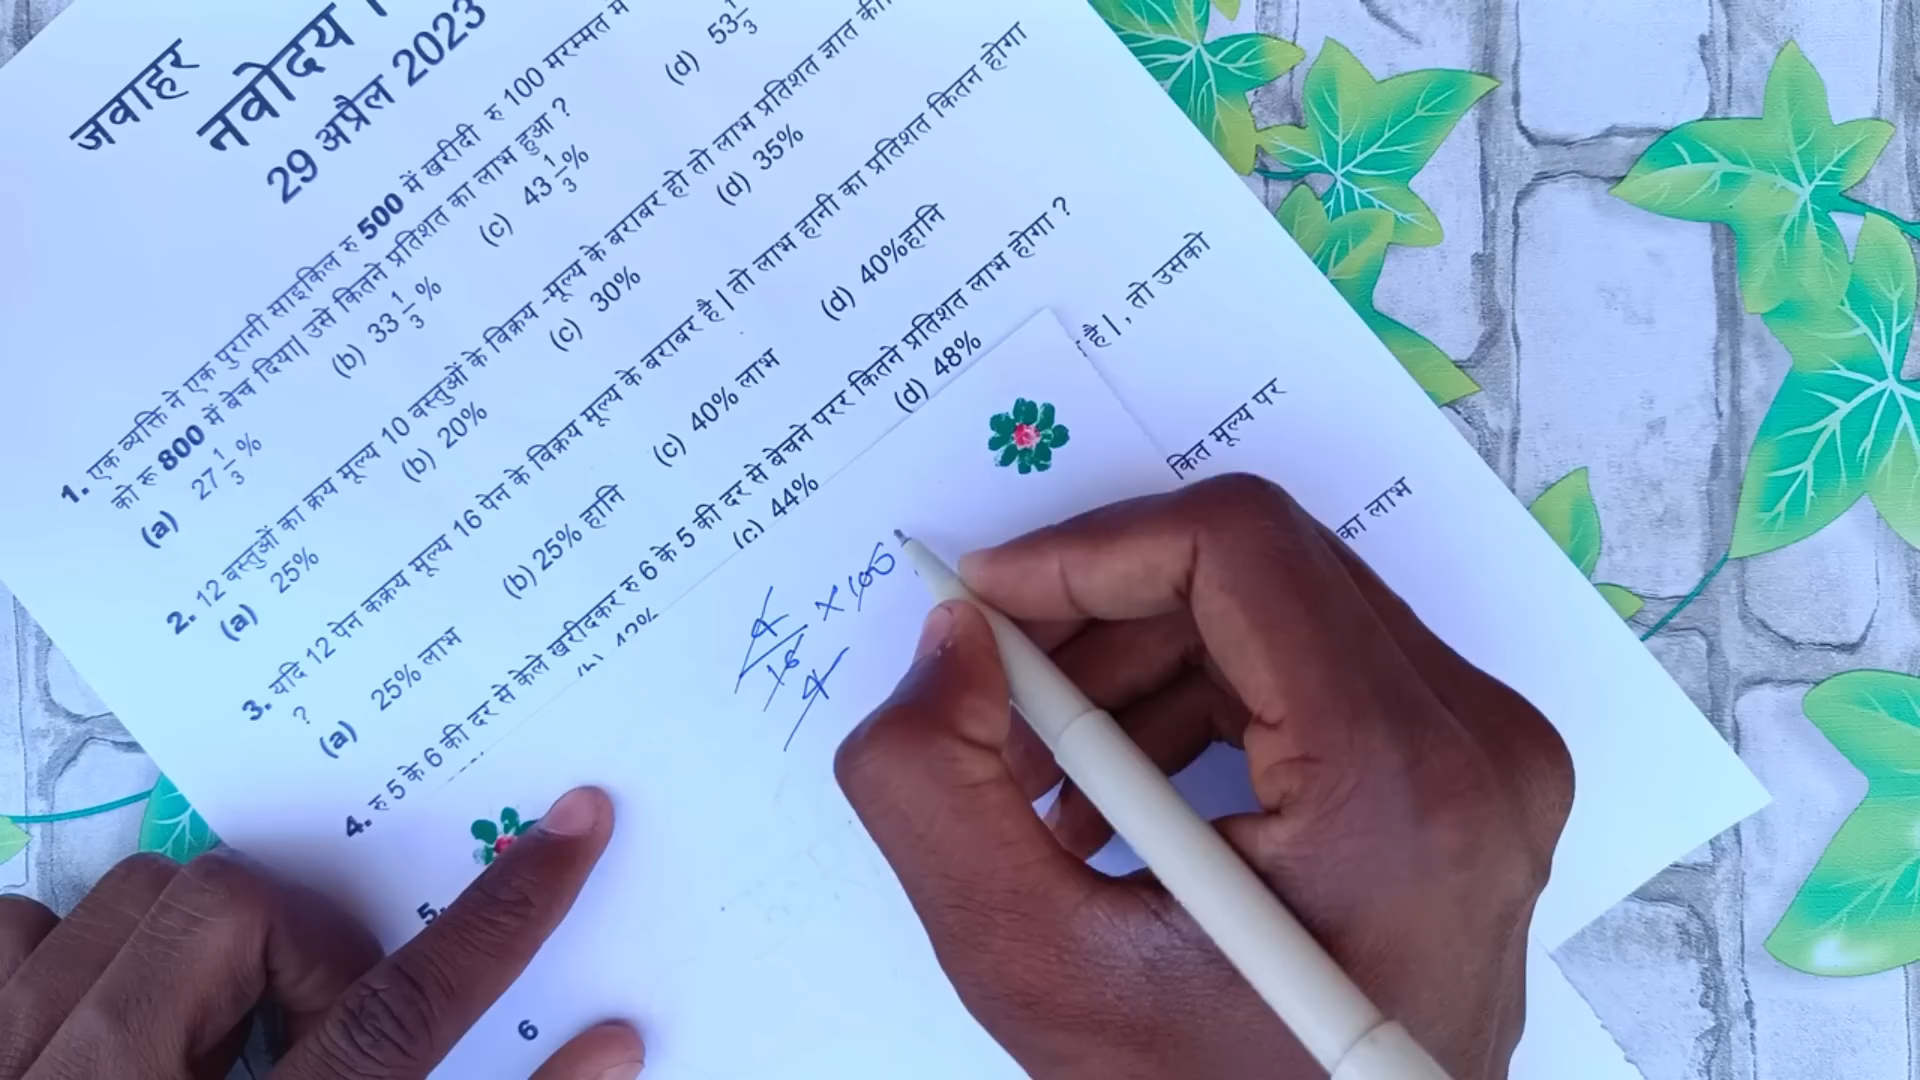 जवाहर
नवोदय
29 अप्रैल 2023
1. एक व्यक्ति ने एक पुरानी साइकिल रु 500 में खरीदी रु 100 मरम्मत में
को रू 800 में बेच दिया| उसे कितने प्रतिशत का लाभ हुआ ?
(a) 27 1/3 % (b) 33 1/3 % (c) 43 1/3 % (d) 53 1/3
2. 12 वस्तुओं का क्रय मूल्य 10 वस्तुओं के विक्रय -मूल्य के बराबर हो तो लाभ प्रतिशत ज्ञात की
(a) 25% (b) 20% (c) 30% (d) 35%
3. यदि 12 पेन कक्रय मूल्य 16 पेन के विक्रय मूल्य के बराबर है | तो लाभ हानी का प्रतिशत कितन होगा
?
(a) 25% लाभ (b) 25% हानि (c) 40% लाभ (d) 40%हानि
4. रु 5 के 6 की दर से केले खरीदकर रु 6 के 5 की दर से बेचने परर कितने प्रतिशत लाभ होगा ?
(c) 44% (d) 48%
5. है | , तो उसको
कित मूल्य पर
6 का लाभ
4/16 × 100
4